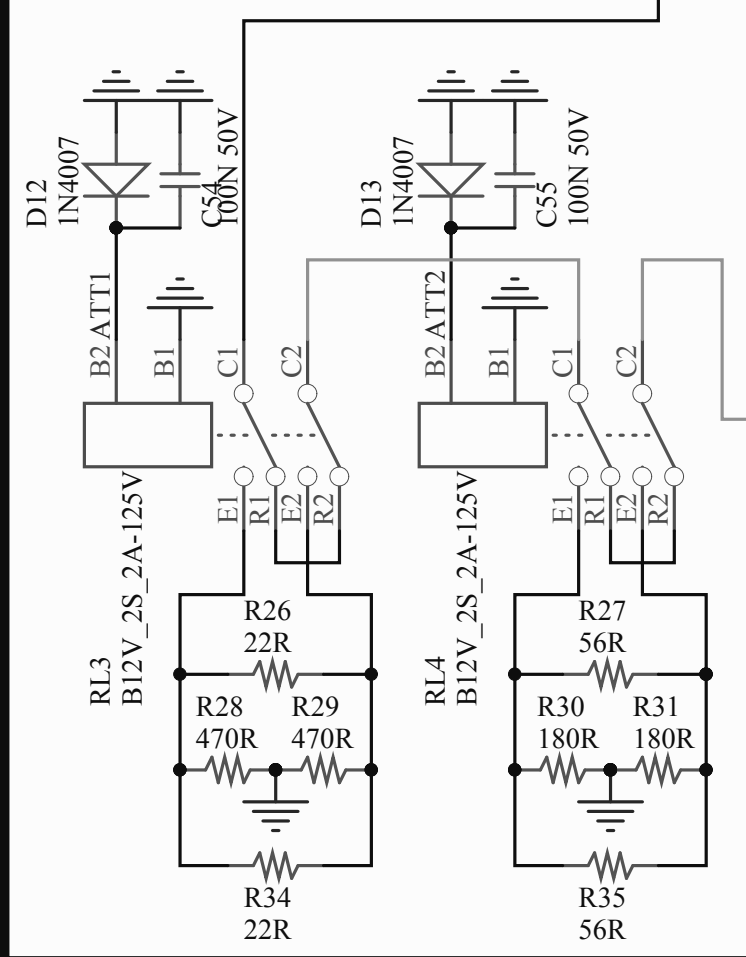 D12
1N4007
C54
100N 50V
D13
1N4007
C55
100N 50V
B2
ATT1
B1
C1
C2
B2
ATT2
B1
C1
C2
E1
R1
E2
R2
E1
R1
E2
R2
RL3
B12V_2S_2A-125V
RL4
B12V_2S_2A-125V
R26
22R
R27
56R
R28
470R
R29
470R
R30
180R
R31
180R
R34
22R
R35
56R